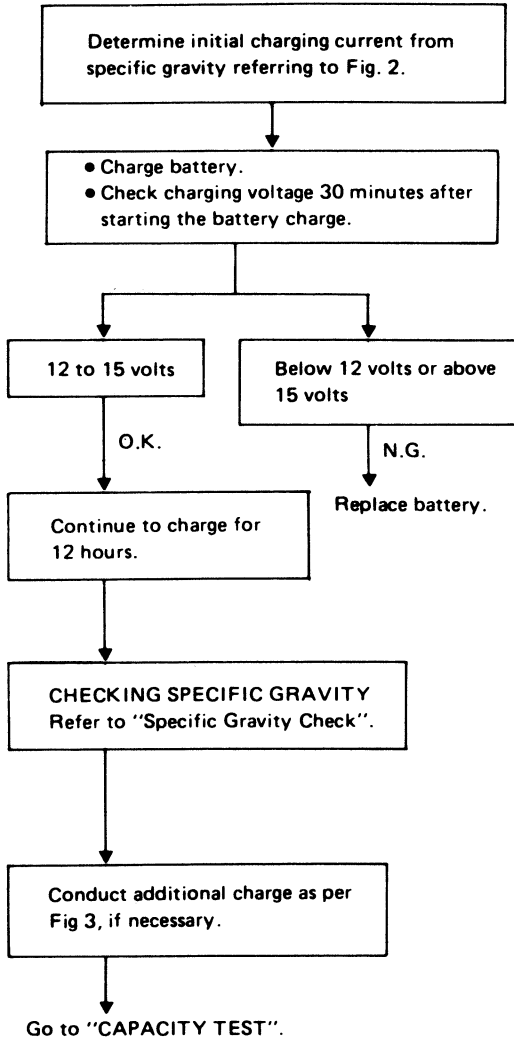 Determine initial charging current from
specific gravity referring to Fig. 2.
• Charge battery.
• Check charging voltage 30 minutes after
starting the battery charge.
12 to 15 volts
Below 12 volts or above
15 volts
O.K.
N.G.
Replace battery.
Continue to charge for
12 hours.
CHECKING SPECIFIC GRAVITY
Refer to "Specific Gravity Check".
Conduct additional charge as per
Fig 3, if necessary.
Go to "CAPACITY TEST".